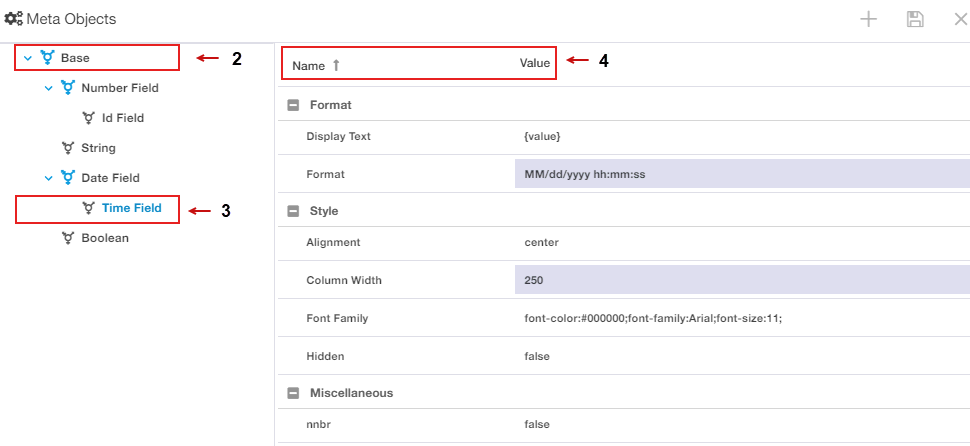 Meta Objects
Base
2
Number Field
Id Field
String
Date Field
Time Field
3
Boolean
Name ↑ Value
4
Format
Display Text {value}
Format MM/dd/yyyy hh:mm:ss
Style
Alignment center
Column Width 250
Font Family font-color:#000000;font-family:Arial;font-size:11;
Hidden false
Miscellaneous
nnbr false